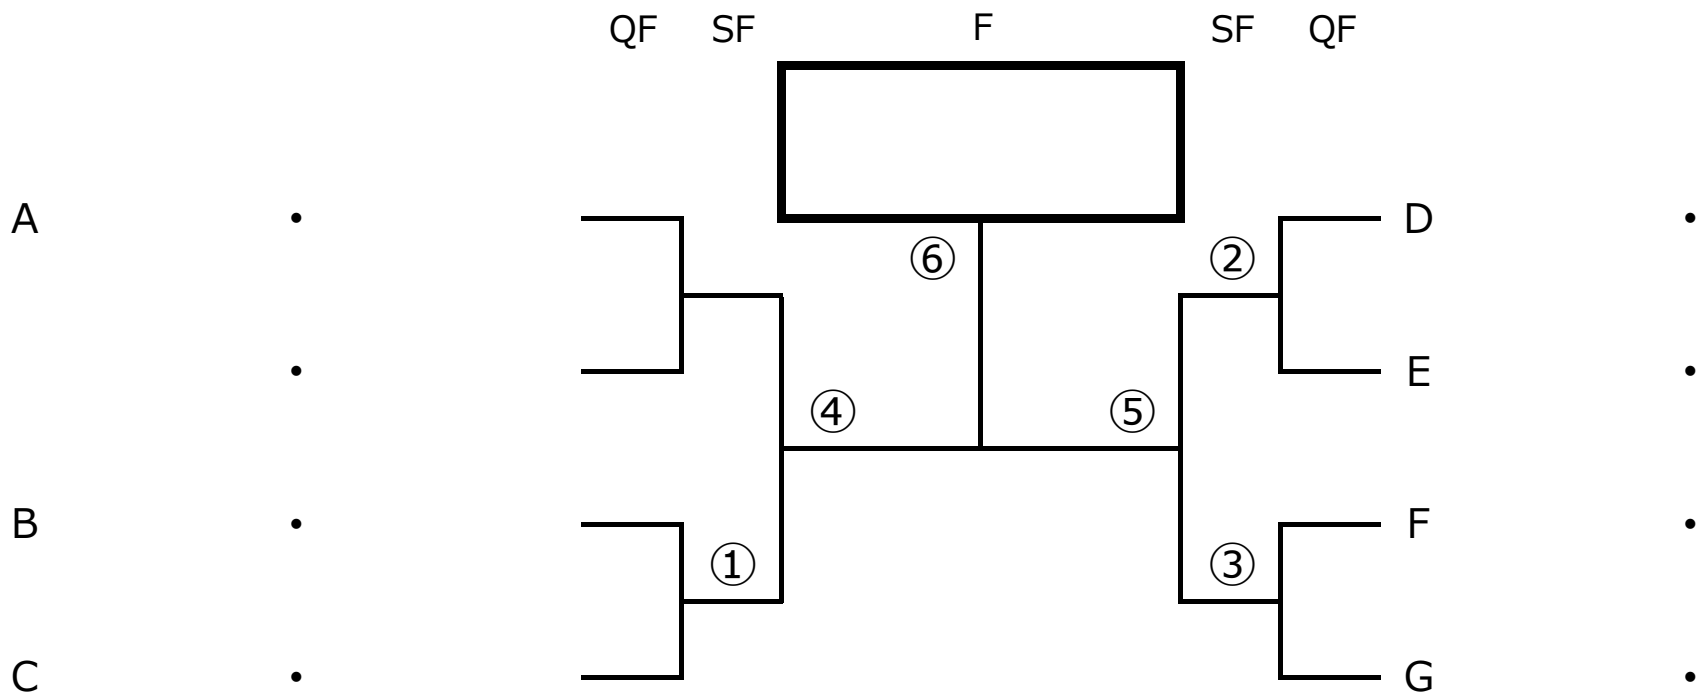 QF SF F SF QF
A • D •
⑥ ②
• E •
④ ⑤
B • F •
① ③
C • G •